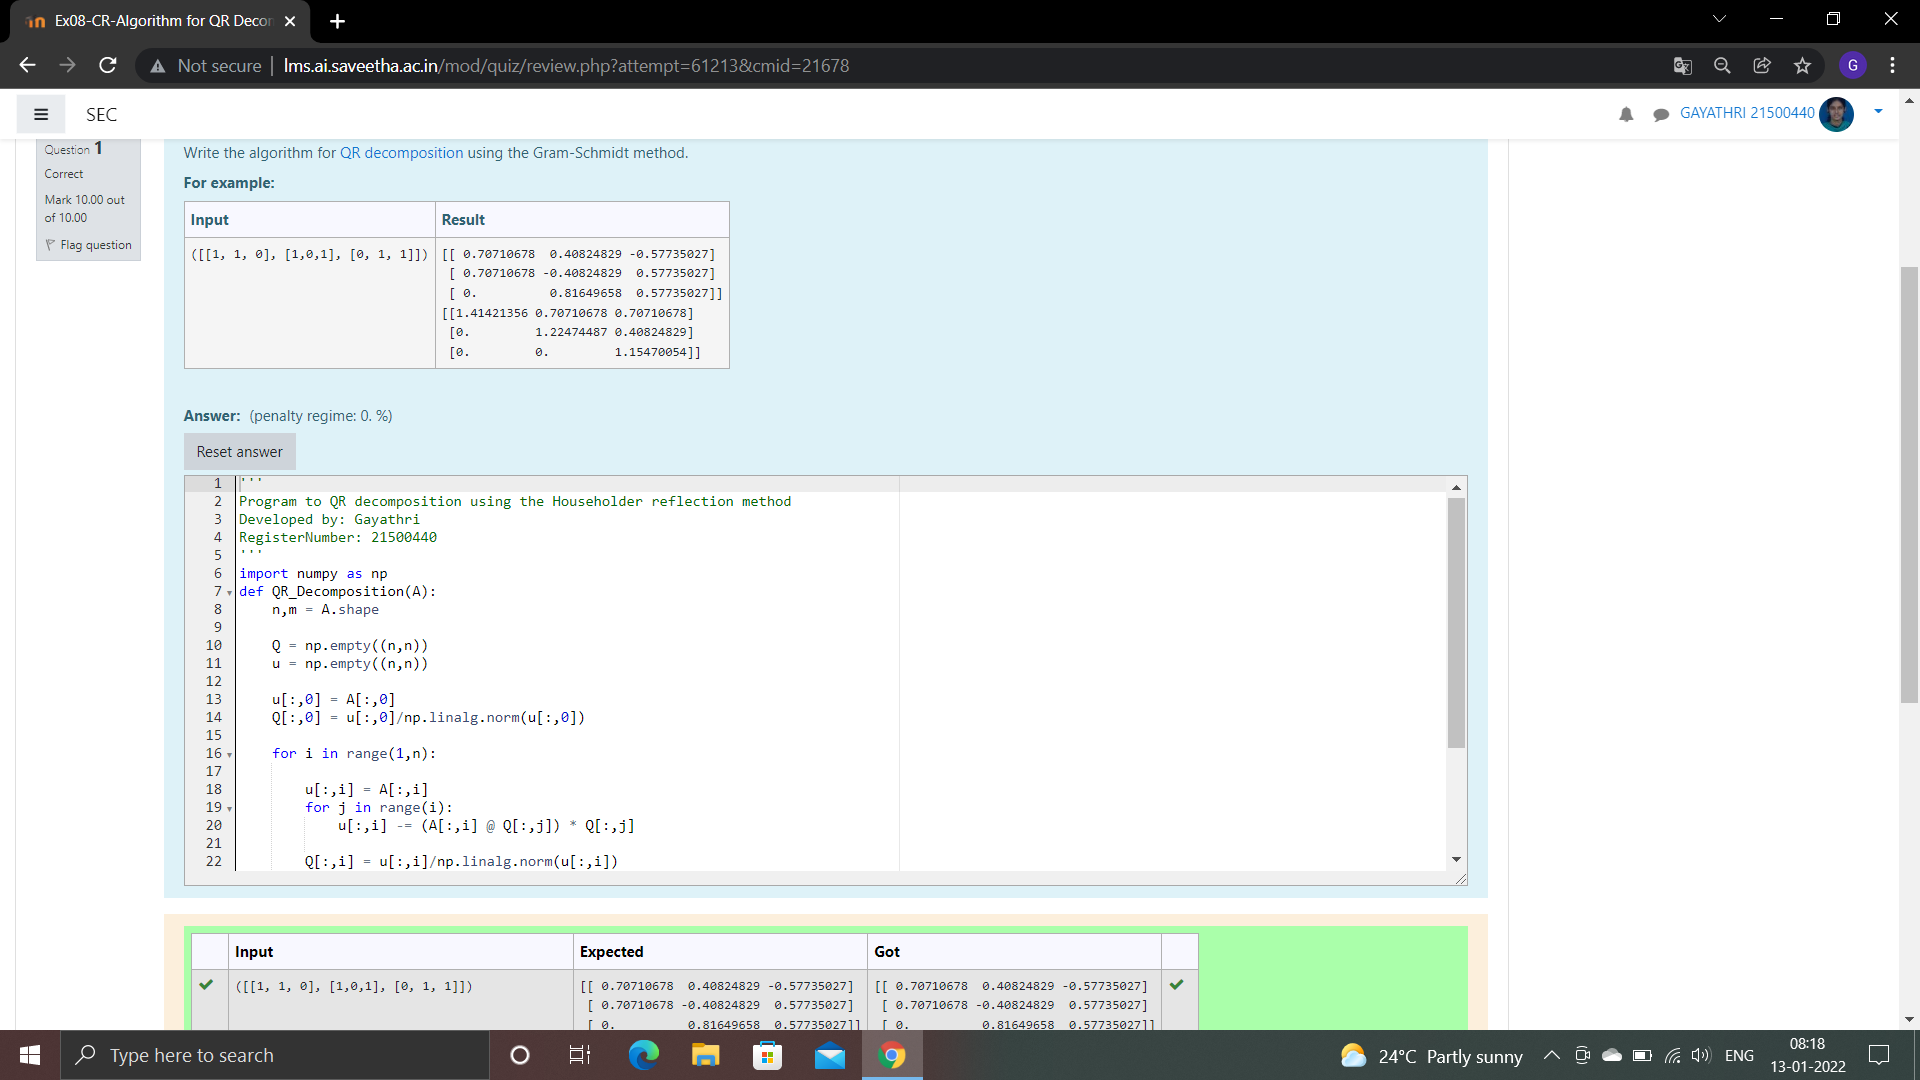 Ex08-CR-Algorithm for QR Decon
Not secure | lms.ai.saveetha.ac.in/mod/quiz/review.php?attempt=61213&cmid=21678
G
SEC
GAYATHRI 21500440
Question 1
Correct
Mark 10.00 out
of 10.00
Flag question
Write the algorithm for QR decomposition using the Gram-Schmidt method.
For example:
Input Result
([[1, 1, 0], [1,0,1], [0, 1, 1]]) [[ 0.70710678  0.40824829 -0.57735027]
[ 0.70710678 -0.40824829  0.57735027]
[ 0.          0.81649658  0.57735027]]
[[1.41421356 0.70710678 0.70710678]
[0.         1.22474487 0.40824829]
[0.         0.         1.15470054]]
Answer: (penalty regime: 0. %)
Reset answer
1 '''
2 Program to QR decomposition using the Householder reflection method
3 Developed by: Gayathri
4 RegisterNumber: 21500440
5 '''
6 import numpy as np
7 def QR_Decomposition(A):
8     n,m = A.shape
9
10     Q = np.empty((n,n))
11     u = np.empty((n,n))
12
13     u[:,0] = A[:,0]
14     Q[:,0] = u[:,0]/np.linalg.norm(u[:,0])
15
16     for i in range(1,n):
17
18         u[:,i] = A[:,i]
19         for j in range(i):
20             u[:,i] -= (A[:,i] @ Q[:,j]) * Q[:,j]
21
22         Q[:,i] = u[:,i]/np.linalg.norm(u[:,i])
Input Expected Got
([[1, 1, 0], [1,0,1], [0, 1, 1]]) [[ 0.70710678  0.40824829 -0.57735027] [[ 0.70710678  0.40824829 -0.57735027]
[ 0.70710678 -0.40824829  0.57735027] [ 0.70710678 -0.40824829  0.57735027]
[ 0.          0.81649658  0.57735027]] [ 0.          0.81649658  0.57735027]]
Type here to search
24°C Partly sunny
ENG
08:18
13-01-2022